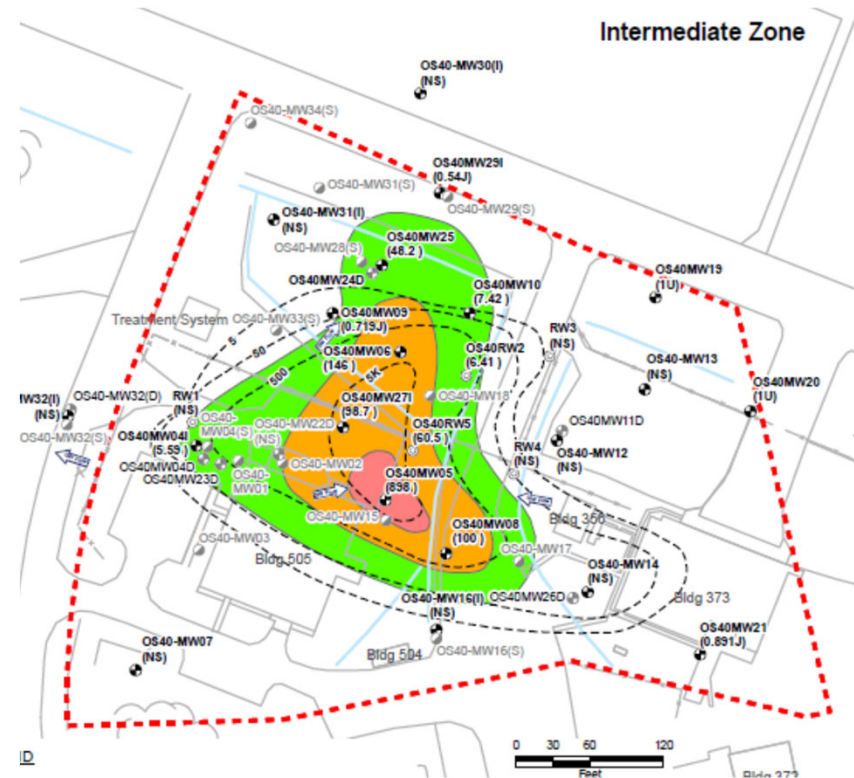 Intermediate Zone
OS40-MW30(I)
(NS)
OS40-MW34(S)
OS40MW29I
(0.54J)
OS40-MW31(S)
OS40-MW29(S)
OS40-MW31(I)
(NS)
OS40-MW28(S)
OS40MW25
(48.2 )
OS40MW19
(1U)
OS40MW24D
OS40MW10
(7.42 )
OS40MW09
(0.719J)
Treatment System
OS40-MW33(S)
5
50
500
5K
RW3
(NS)
OS40MW06
(146 )
OS40RW2
(6.41 )
OS40-MW13
(NS)
OS40MW27I
(98.7 )
OS40-MW18
MW32(I)
(NS)
OS40-MW32(D)
OS40-MW32(S)
RW1
(NS)
OS40MW20
(1U)
OS40-
MW04(S)
OS40MW22D
(NS)
OS40RW5
(60.5 )
OS40MW11D
OS40MW04I
(5.59 )
OS40-MW12
(NS)
OS40-MW02
RW4
(NS)
OS40MW04D
OS40MW23D
OS40-
MW01
OS40MW05
(898 )
OS40-MW15
Bldg 356
OS40-MW03
OS40MW08
(100 )
Bldg 505
OS40-MW17
OS40-MW14
(NS)
OS40MW26D
Bldg 373
OS40-MW16(I)
(NS)
OS40MW21
(0.891J)
OS40-MW07
(NS)
Bldg 504
OS40-MW16(S)
ID
0 30 60 120
Feet
Bldg 372